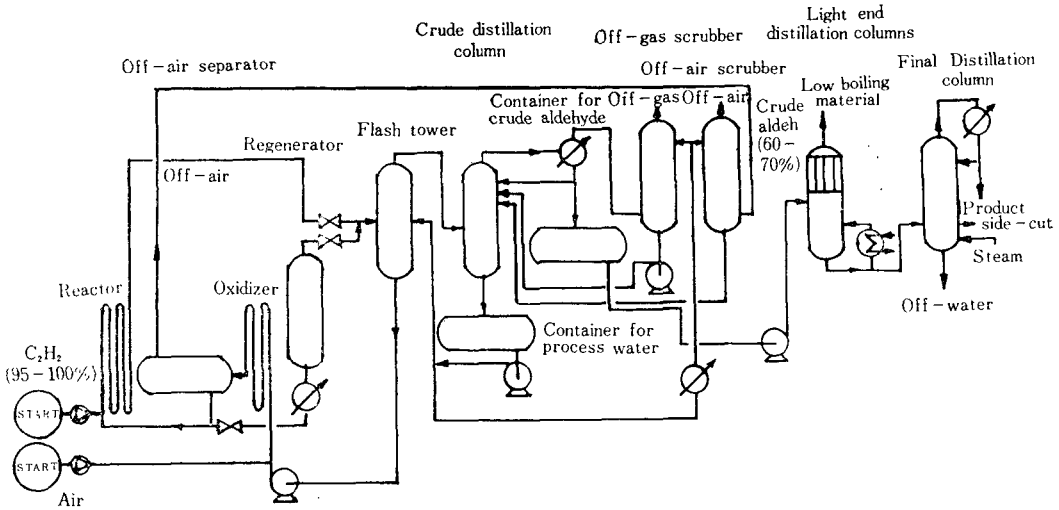 Light end
distillation columns
Crude distillation
column
Off-gas scrubber
Off-air scrubber
Final Distillation
column
Off-air separator
Container for
crude aldehyde
Off-gas
Off-air
Crude
aldeh
(60-
70%)
Low boiling
material
Flash tower
Regenerator
Off-air
Product
side-cut
Steam
Off-water
Reactor
Oxidizer
Container for
process water
C₂H₂
(95-100%)
START
START
Air